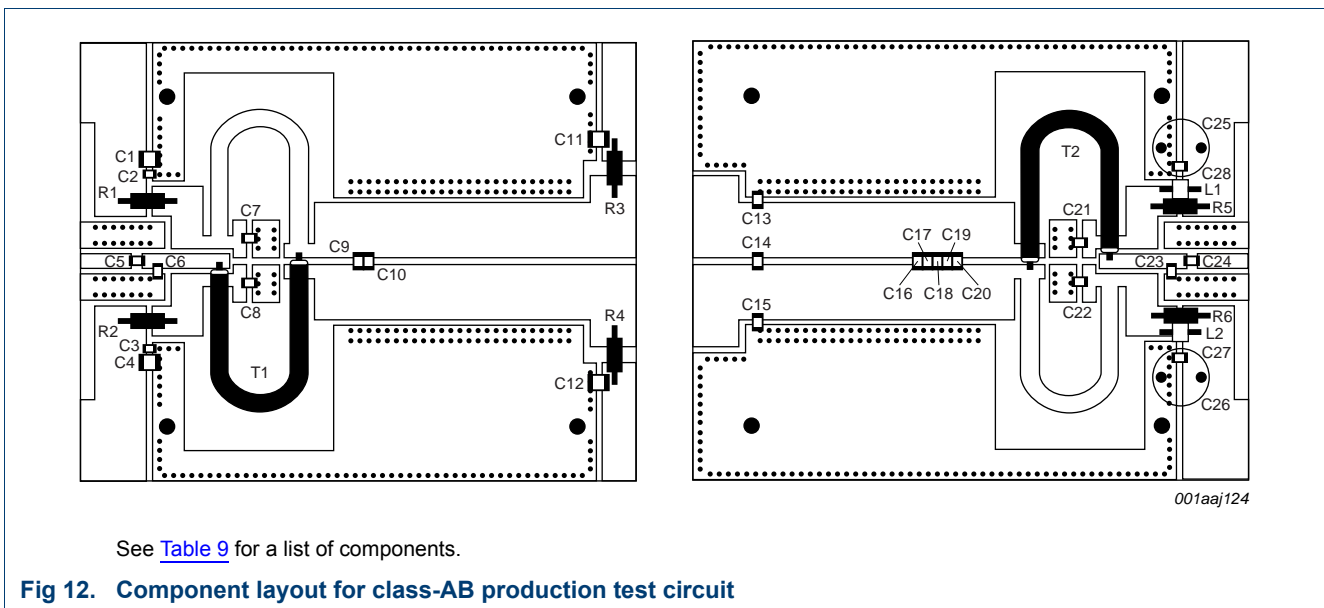 C1
C2
R1
C5
C6
R2
C3
C4
C7
C8
T1
C9
C10
C11
R3
R4
C12
C13
C14
C15
C17
C19
C16
C18
C20
T2
C21
C22
C23
C25
C28
L1
R5
C24
R6
L2
C27
C26
001aaj124
See Table 9 for a list of components.
Fig 12. Component layout for class-AB production test circuit